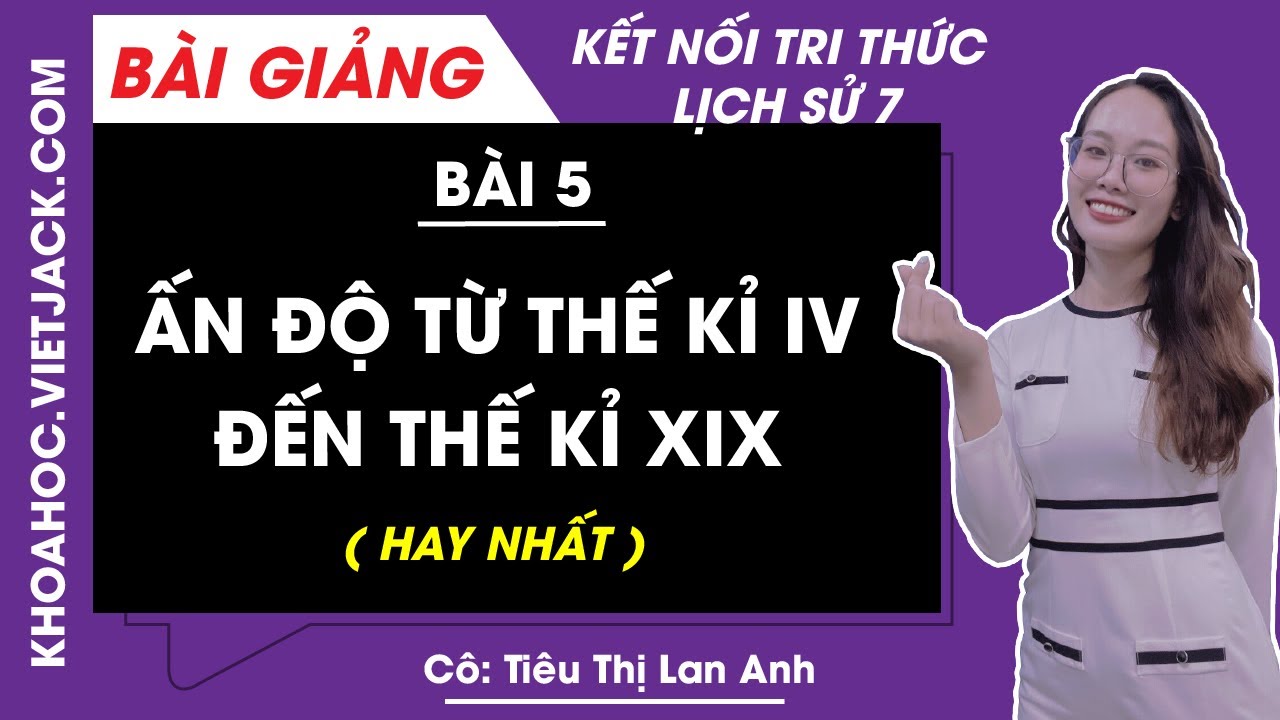 BÀI GIẢNG
KẾT NỐI TRI THỨC
LỊCH SỬ 7
KHOAHOC.VIETJACK.COM
BÀI 5
ẤN ĐỘ TỪ THẾ KỈ IV
ĐẾN THẾ KỈ XIX
( HAY NHẤT )
Cô: Tiêu Thị Lan Anh